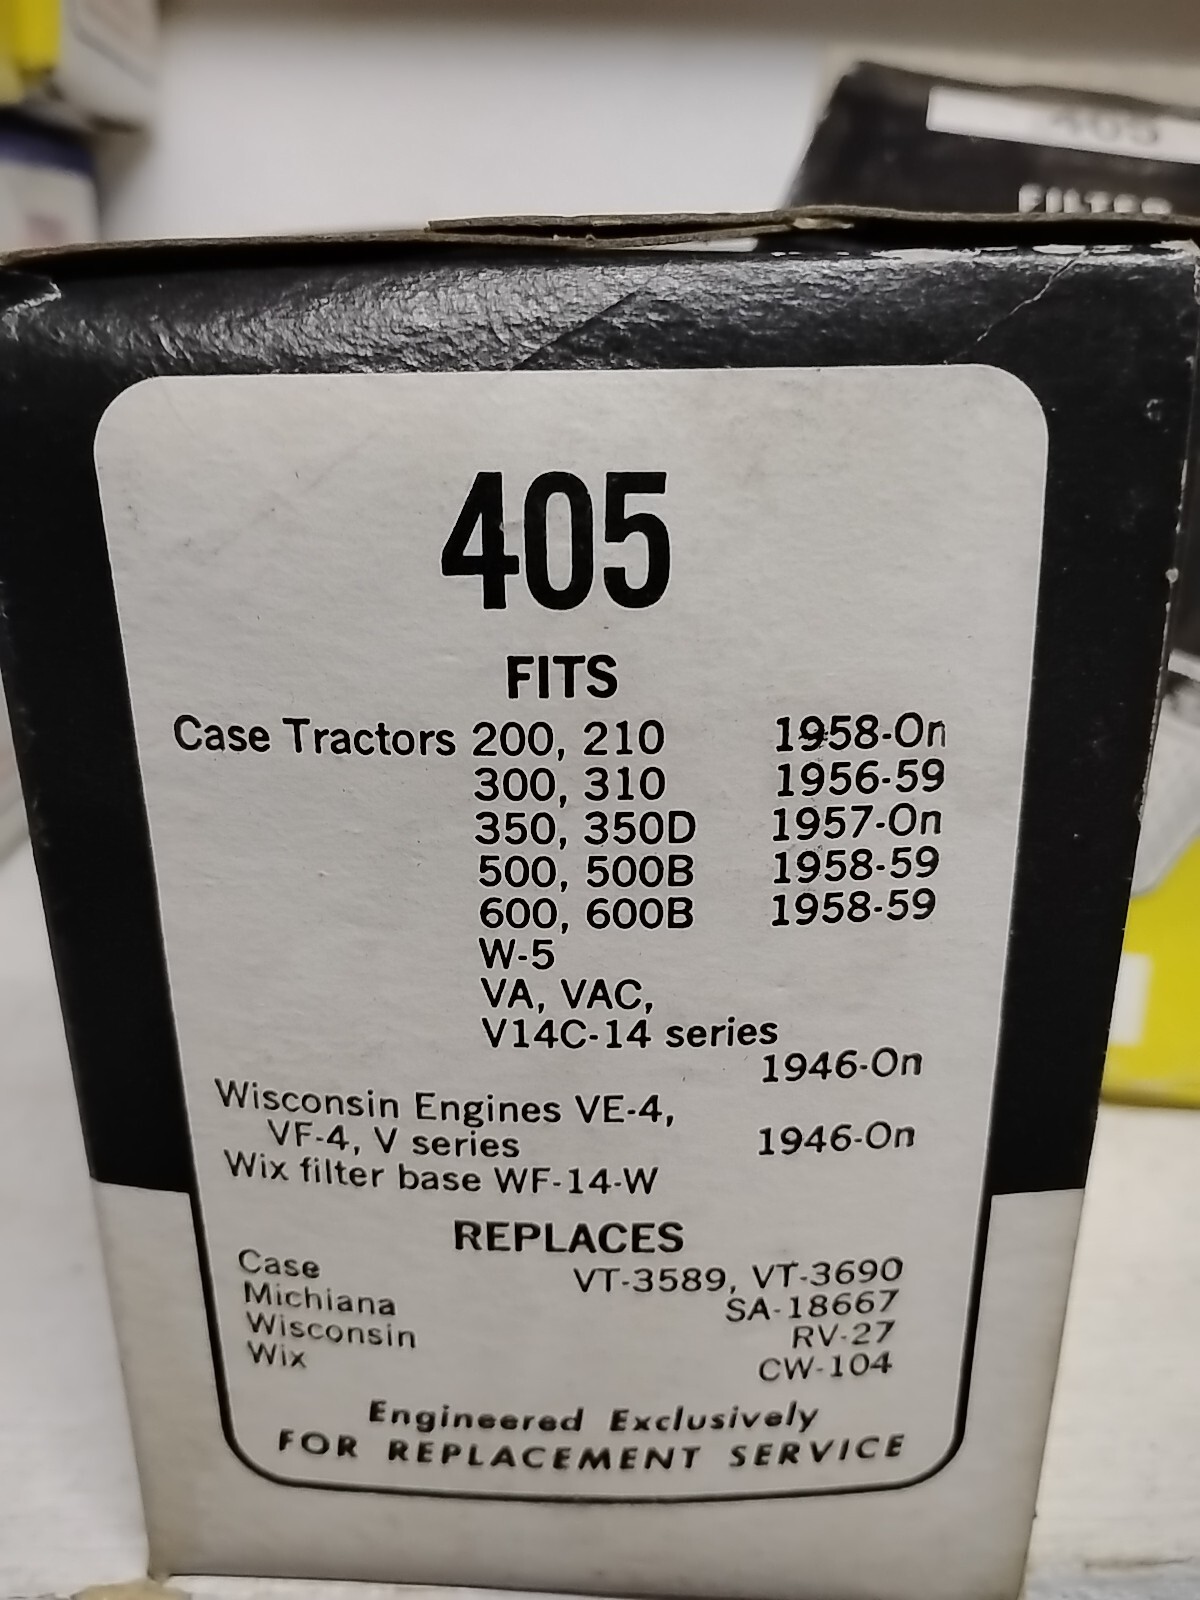 405
FILTER
405
FITS
Case Tractors 200, 210 1958-On
300, 310 1956-59
350, 350D 1957-On
500, 500B 1958-59
600, 600B 1958-59
W-5
VA, VAC,
V14C-14 series
1946-On
Wisconsin Engines VE-4,
VF-4, V series 1946-On
Wix filter base WF-14-W
REPLACES
Case VT-3589, VT-3690
Michiana SA-18667
Wisconsin RV-27
Wix CW-104
Engineered Exclusively
FOR REPLACEMENT SERVICE